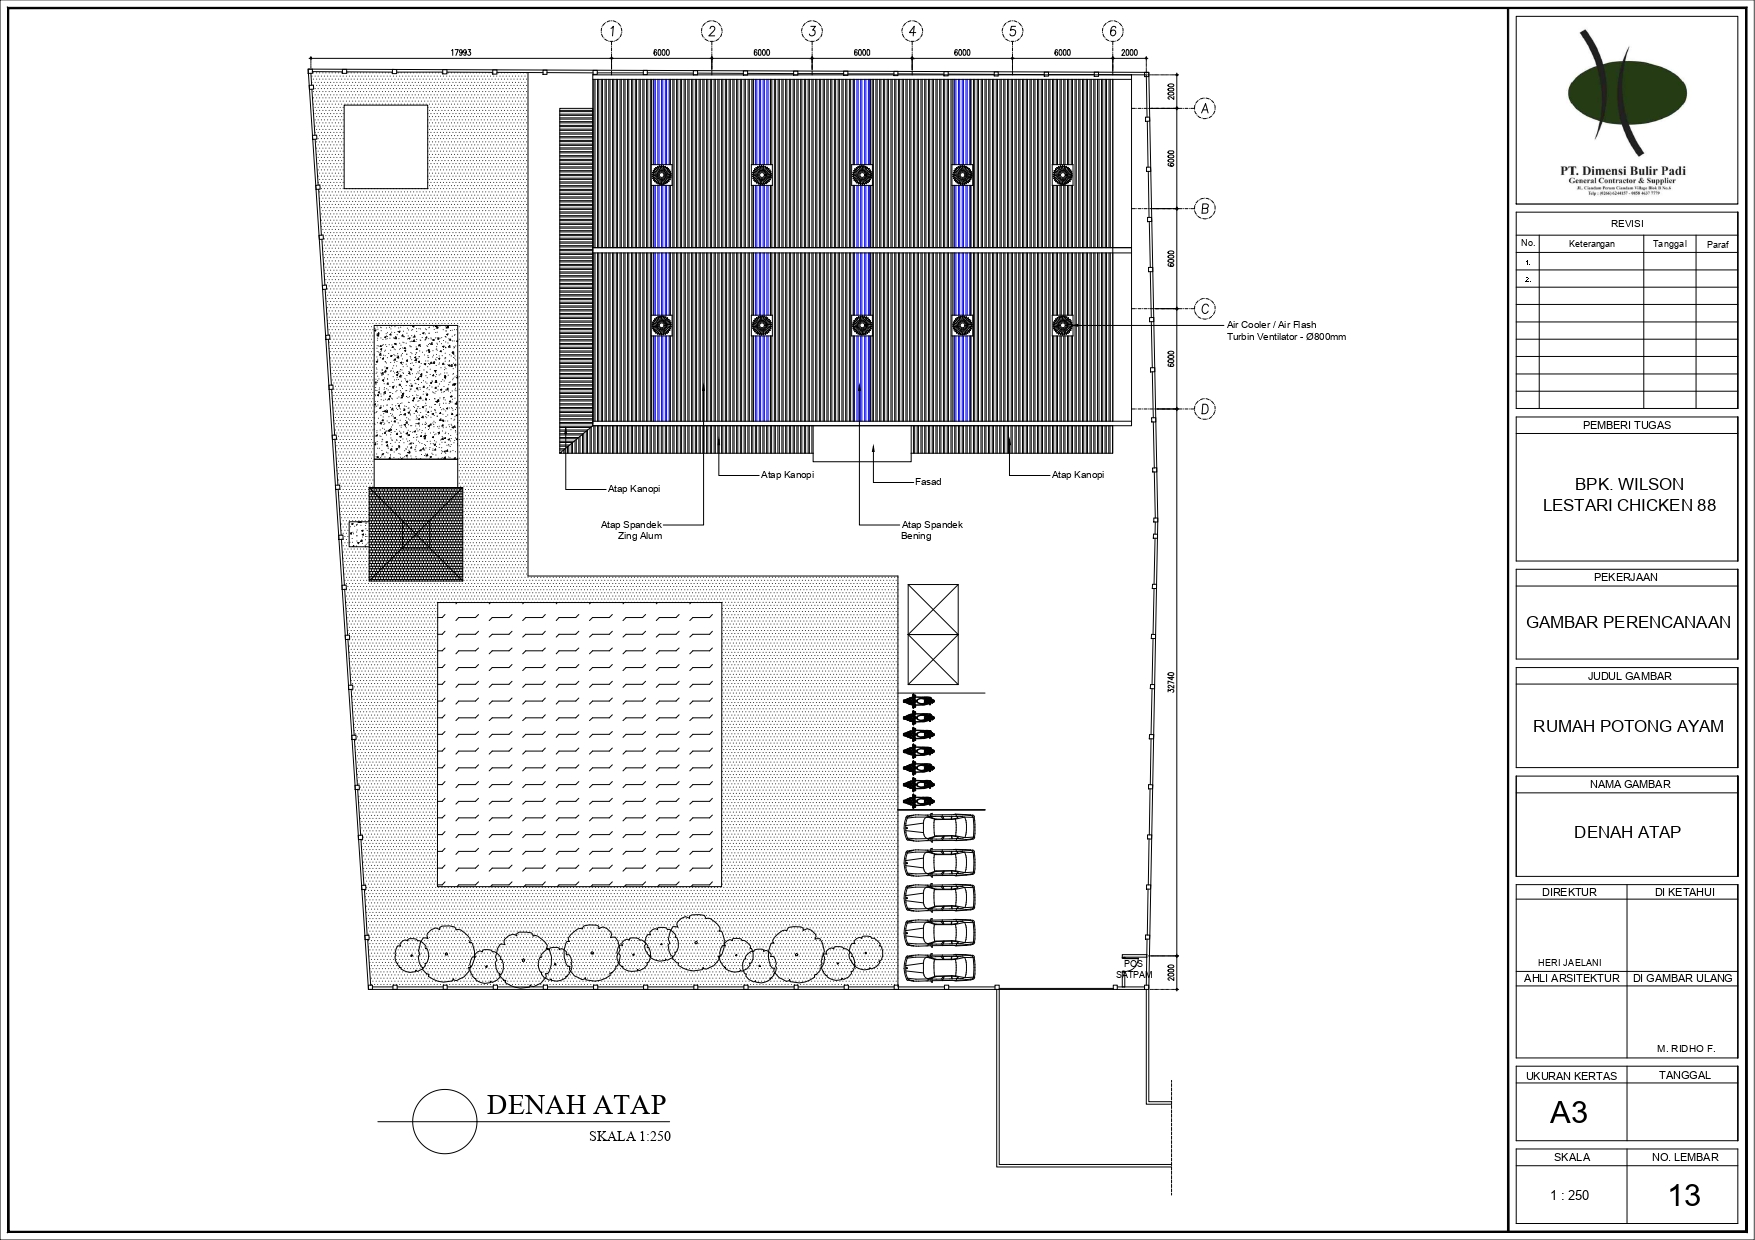 1
2
3
4
5
6
17993
6000
6000
6000
6000
6000
2000
2000
A
6000
B
6000
C
6000
D
32740
2000
Air Cooler / Air Flash
Turbin Ventilator - Ø800mm
Atap Kanopi
Atap Kanopi
Fasad
Atap Kanopi
Atap Spandek
Zing Alum
Atap Spandek
Bening
POS
SATPAM
DENAH ATAP
SKALA 1:250
PT. Dimensi Bulir Padi
General Contractor & Supplier
REVISI
No.
Keterangan
Tanggal
Paraf
1.
2.
PEMBERI TUGAS
BPK. WILSON
LESTARI CHICKEN 88
PEKERJAAN
GAMBAR PERENCANAAN
JUDUL GAMBAR
RUMAH POTONG AYAM
NAMA GAMBAR
DENAH ATAP
DIREKTUR
DI KETAHUI
HERI JAELANI
AHLI ARSITEKTUR
DI GAMBAR ULANG
M. RIDHO F.
UKURAN KERTAS
TANGGAL
A3
SKALA
NO. LEMBAR
1 : 250
13